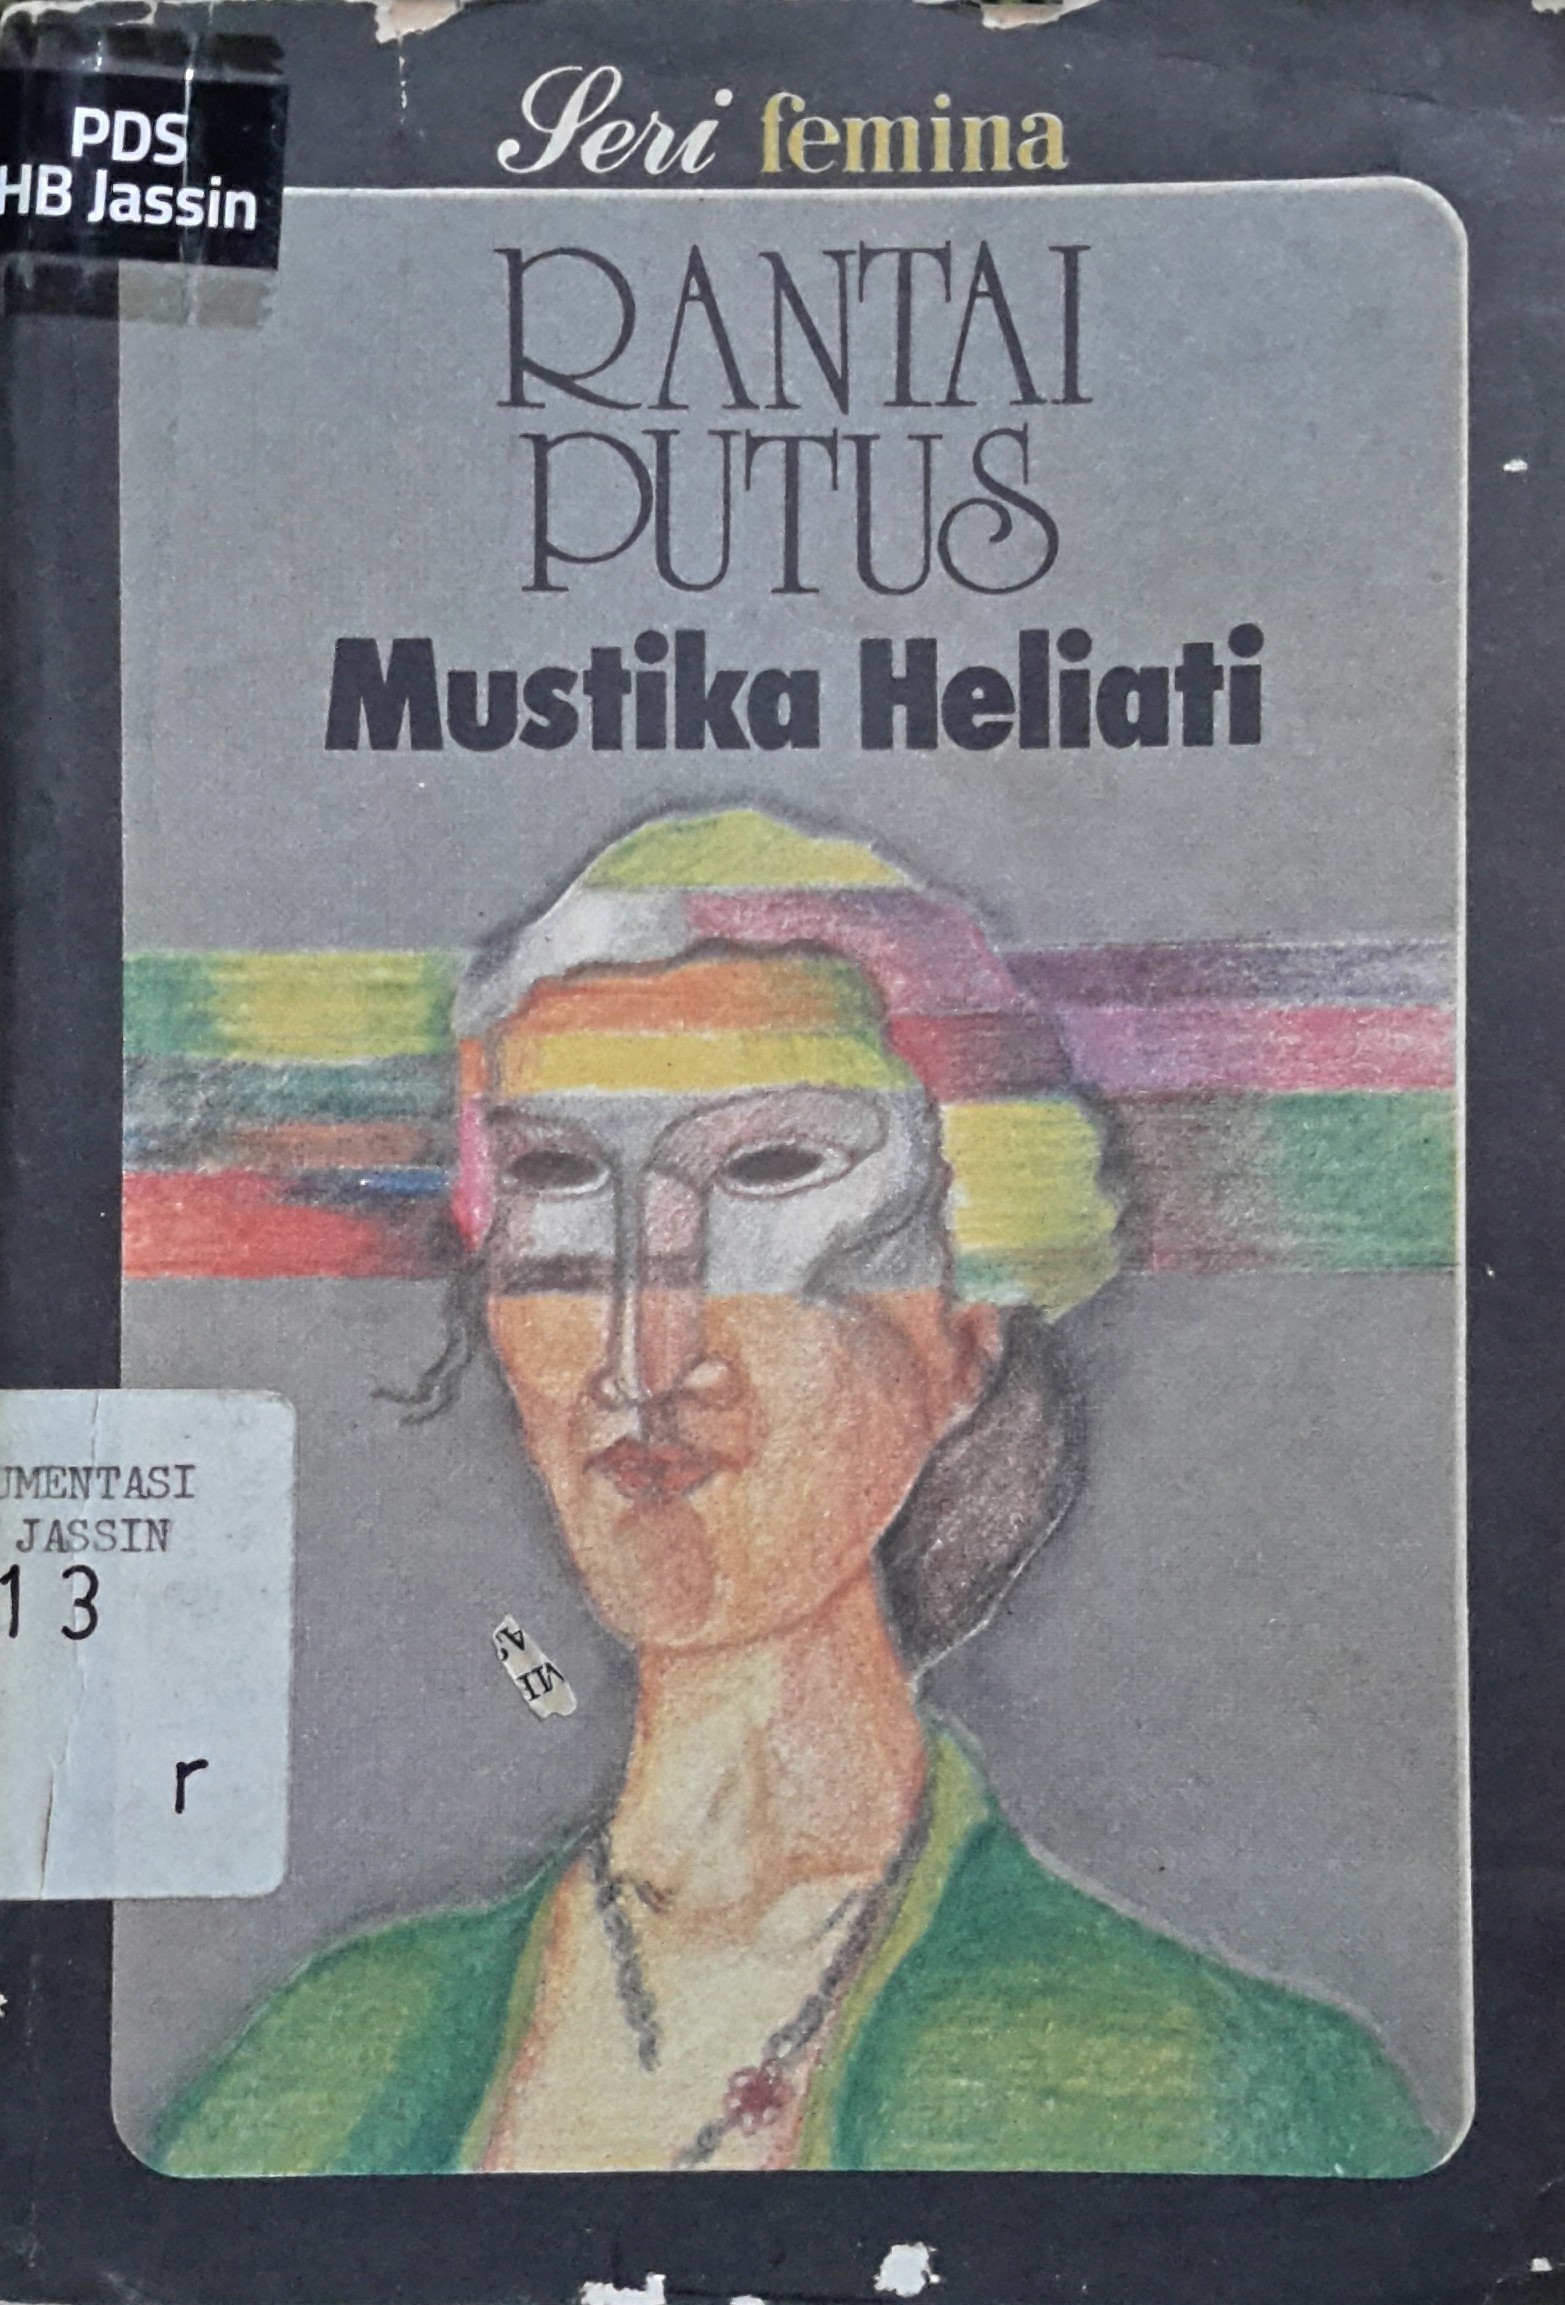 PDS
HB Jassin
Seri femina
RANTAI
PUTUS
Mustika Heliati
UMENTASI
JASSIN
13
r